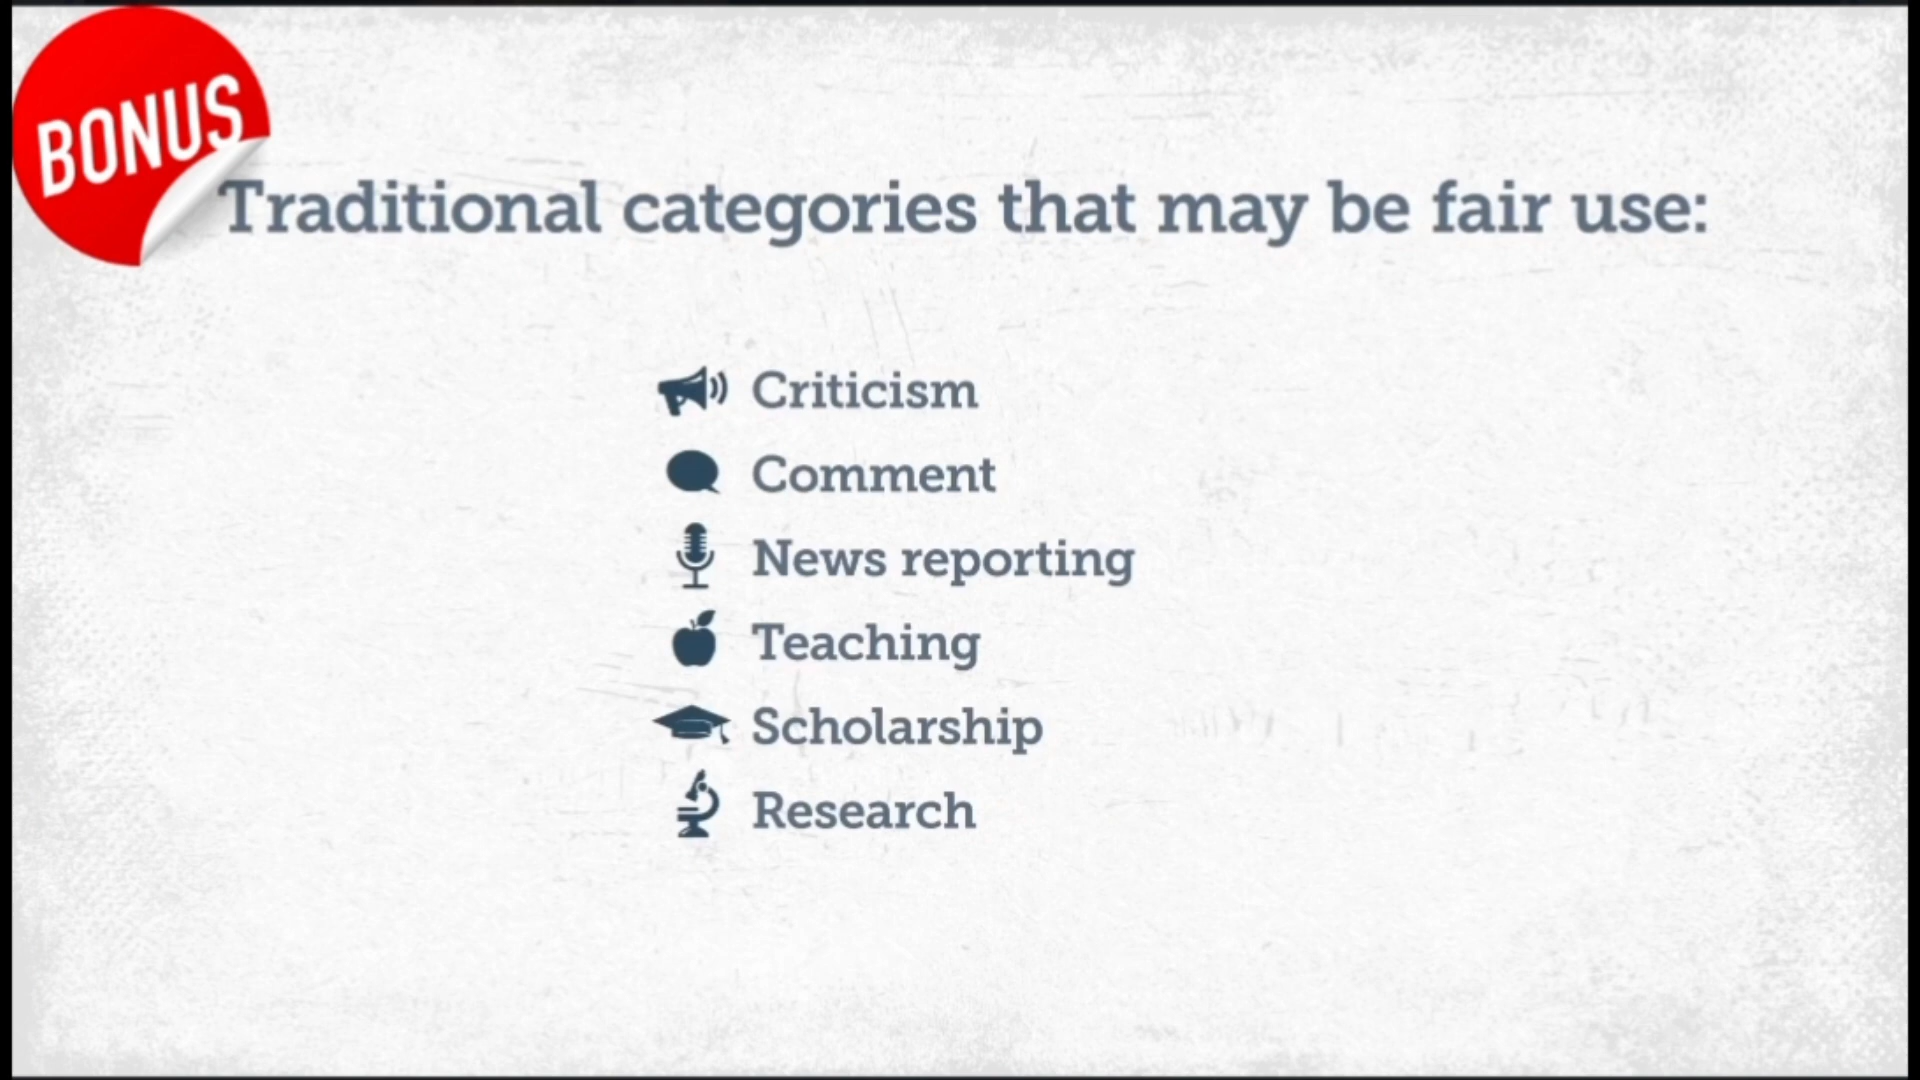 BONUS
Traditional categories that may be fair use:
Criticism
Comment
News reporting
Teaching
Scholarship
Research